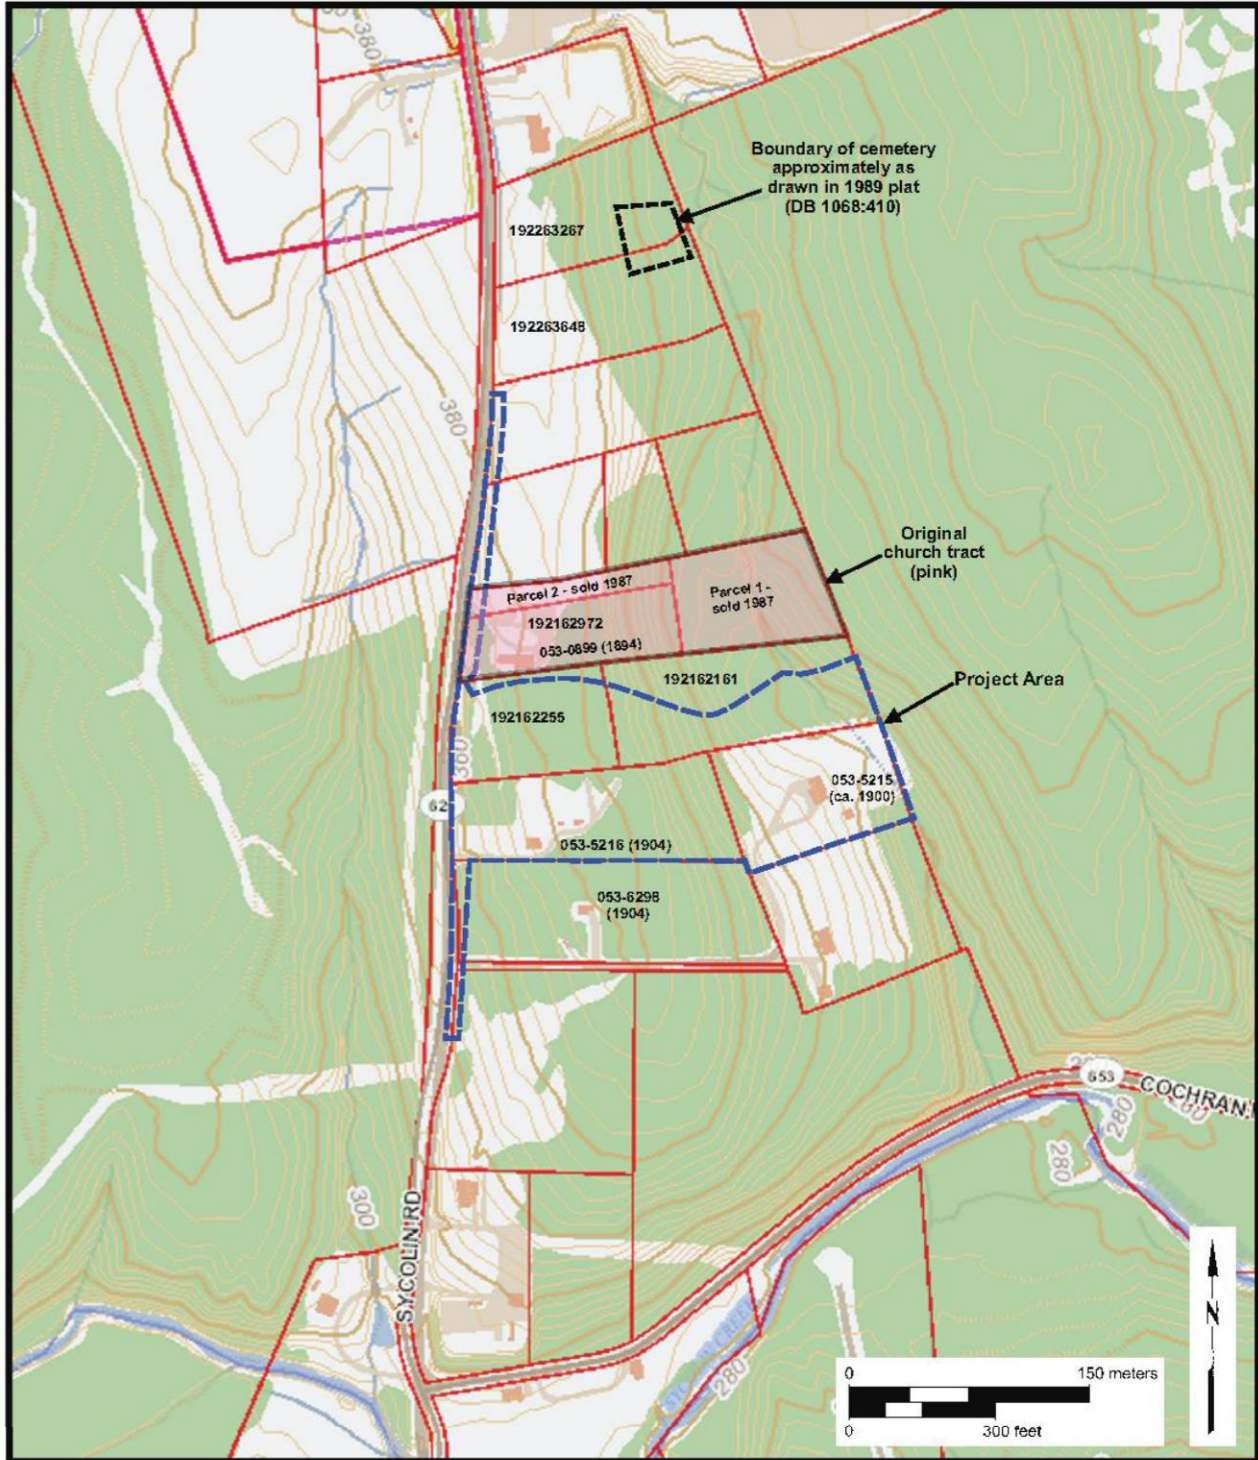 380
Boundary of cemetery
approximately as
drawn in 1989 plat
(DB 1068:410)
192263267
192263648
380
Original
church tract
(pink)
Parcel 2 - sold 1987
Parcel 1 -
sold 1987
192162972
053-0899 (1894)
192162161
Project Area
192162255
360
053-5215
(ca. 1900)
62
053-5216 (1904)
053-6298
(1904)
653
COCHRAN
280
280
300
SYCOLIN RD
N
280
0
150 meters
0
300 feet